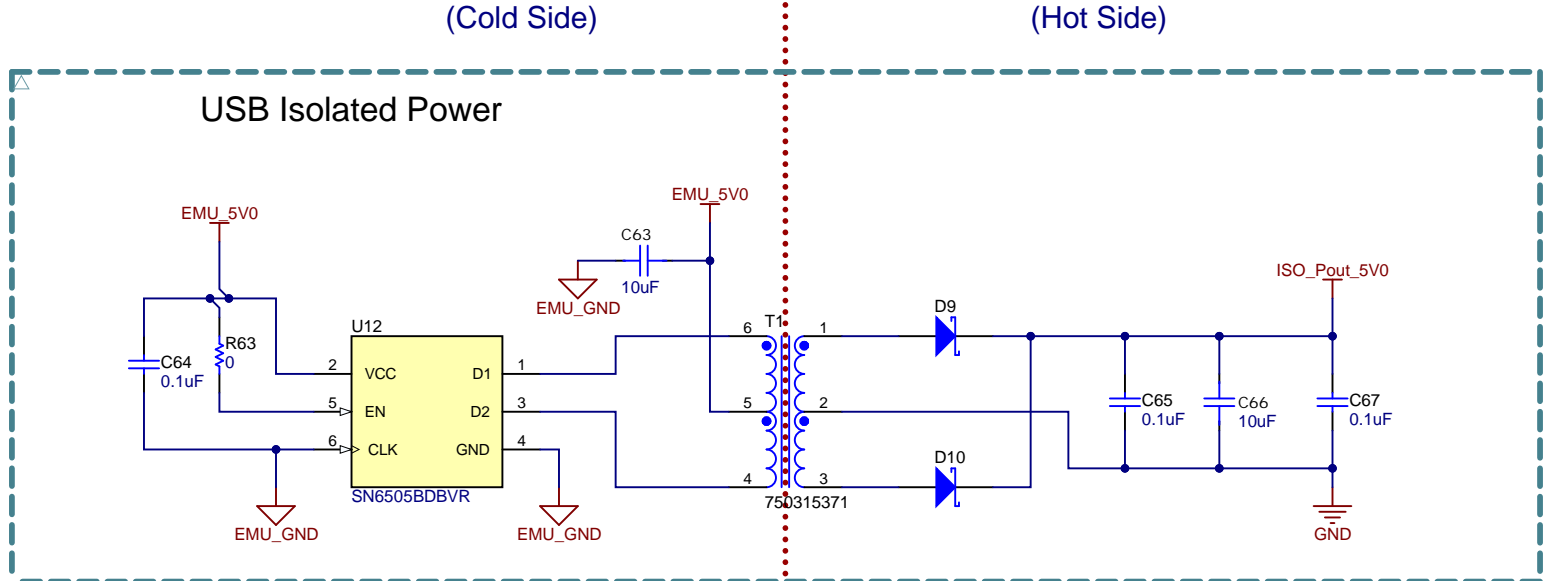 (Cold Side)
(Hot Side)
USB Isolated Power
EMU_5V0
EMU_5V0
C63
10uF
EMU_GND
ISO_Pout_5V0
U12
T1
D9
R63
0
C64
0.1uF
2
VCC
D1
1
5
EN
D2
3
6
CLK
GND
4
SN6505BDBVR
EMU_GND
EMU_GND
6
1
5
2
4
3
750315371
D10
C65
0.1uF
C66
10uF
C67
0.1uF
GND